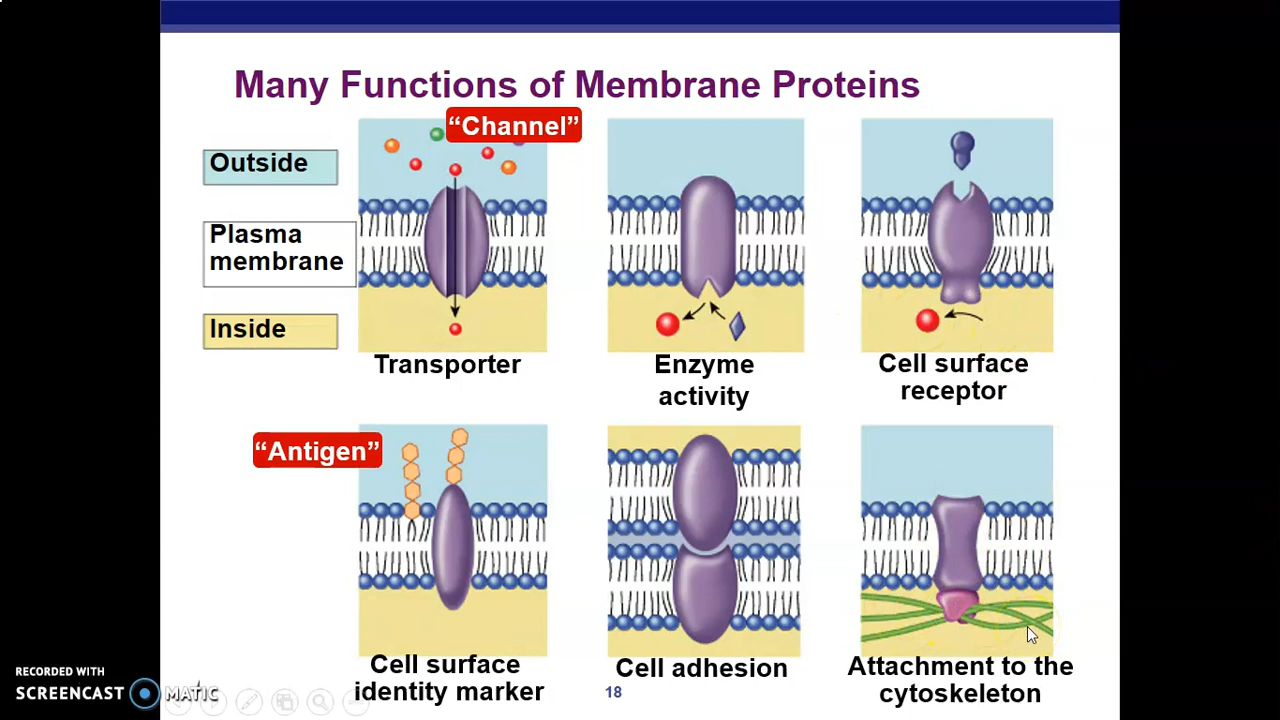 Many Functions of Membrane Proteins
“Channel”
Outside
Plasma
membrane
Inside
Transporter
Enzyme
activity
Cell surface
receptor
“Antigen”
Cell surface
identity marker
Cell adhesion
Attachment to the
cytoskeleton
18
RECORDED WITH
SCREENCAST MATIC